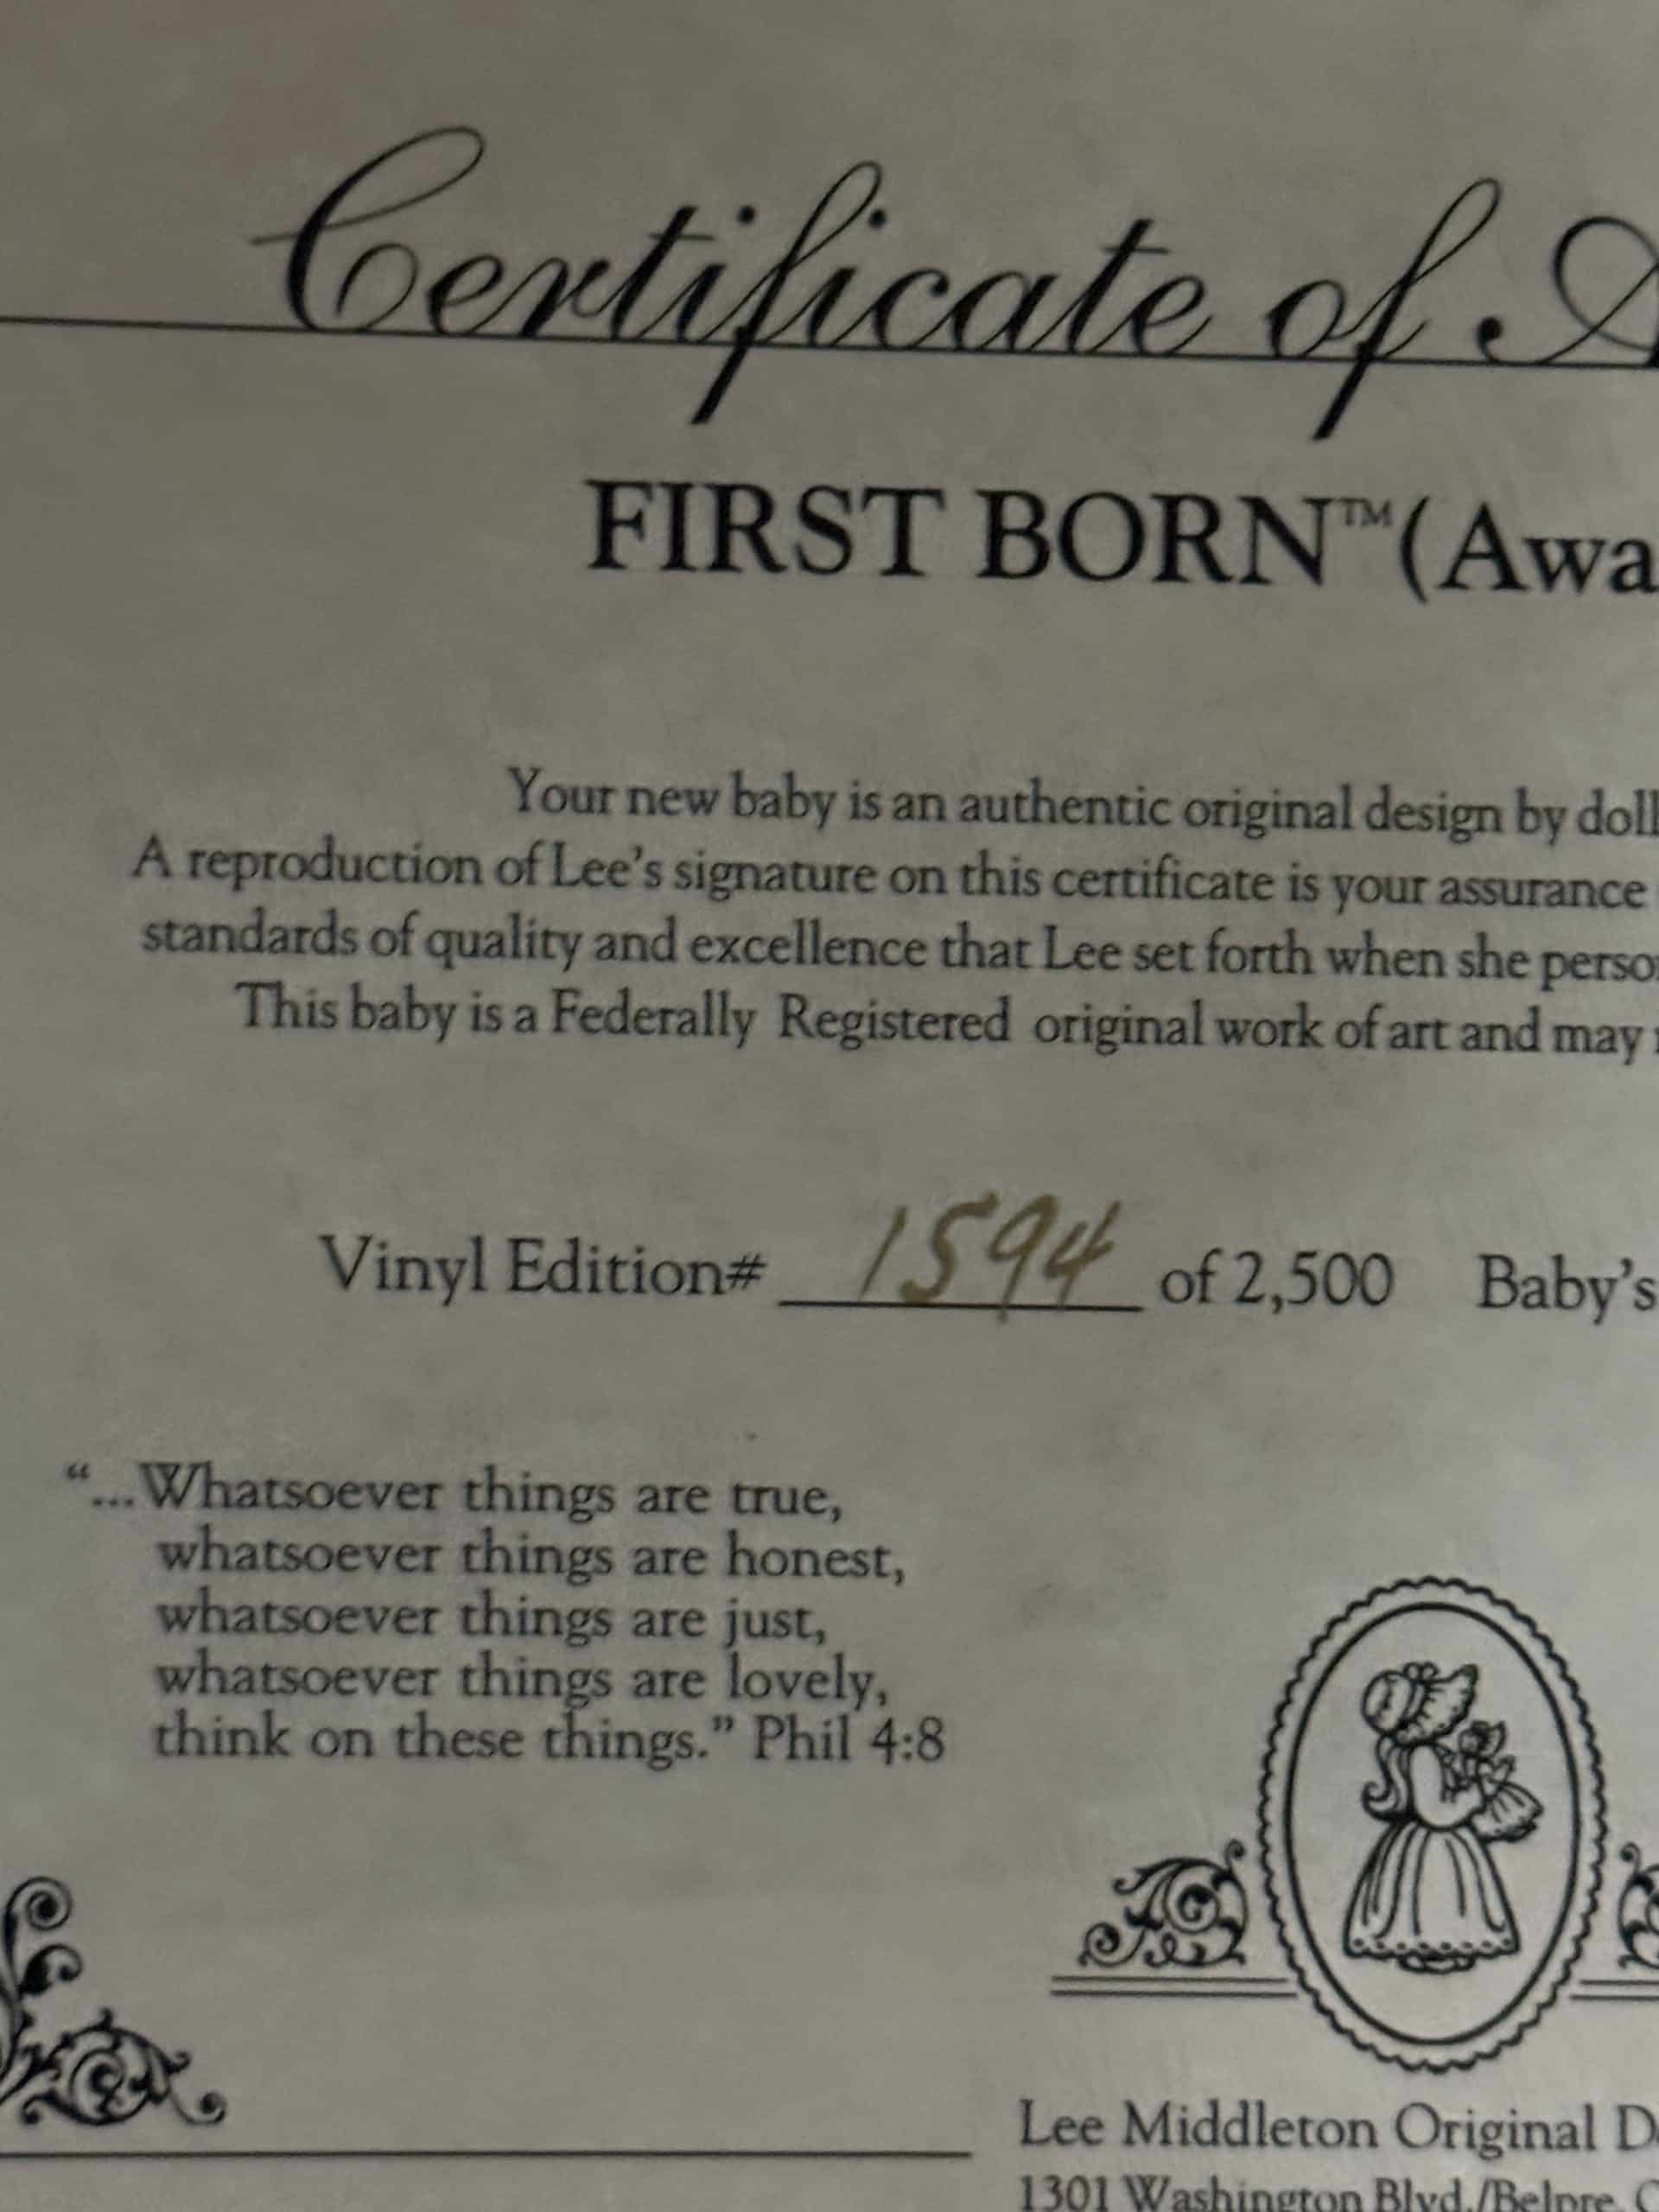 Certificate of A
FIRST BORN™ (Awa
Your new baby is an authentic original design by doll
A reproduction of Lee's signature on this certificate is your assurance
standards of quality and excellence that Lee set forth when she perso
This baby is a Federally Registered original work of art and may
Vinyl Edition# 1594 of 2,500 Baby's
"...Whatsoever things are true,
whatsoever things are honest,
whatsoever things are just,
whatsoever things are lovely,
think on these things." Phil 4:8
Lee Middleton Original D
1301 Washington Blvd./Belpre,